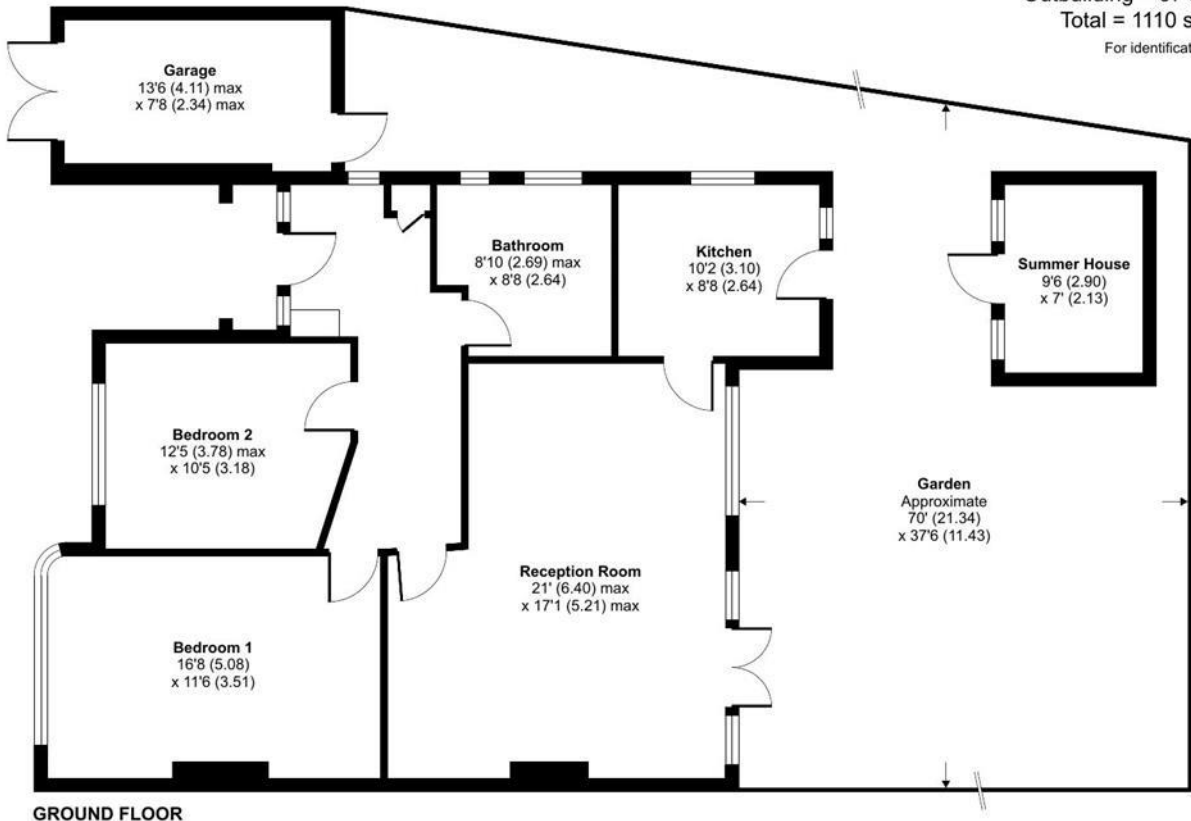 Total = 1110 s
For identificat
Garage
13'6 (4.11) max
x 7'8 (2.34) max
Bathroom
8'10 (2.69) max
x 8'8 (2.64)
Kitchen
10'2 (3.10)
x 8'8 (2.64)
Summer House
9'6 (2.90)
x 7' (2.13)
Bedroom 2
12'5 (3.78) max
x 10'5 (3.18)
Garden
Approximate
70' (21.34)
x 37'6 (11.43)
Reception Room
21' (6.40) max
x 17'1 (5.21) max
Bedroom 1
16'8 (5.08)
x 11'6 (3.51)
GROUND FLOOR